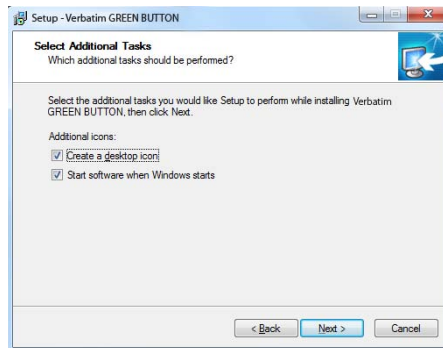 Setup - Verbatim GREEN BUTTON
Select Additional Tasks
Which additional tasks should be performed?
Select the additional tasks you would like Setup to perform while installing Verbatim
GREEN BUTTON, then click Next.
Additional icons:
Create a desktop icon
Start software when Windows starts
< Back Next > Cancel